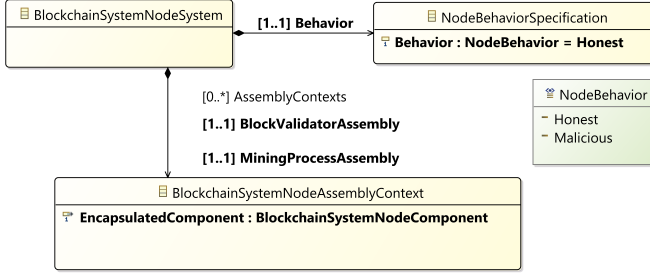 BlockchainSystemNodeSystem
[1..1] Behavior
NodeBehaviorSpecification
Behavior : NodeBehavior = Honest
NodeBehavior
Honest
Malicious
[0..*] AssemblyContexts
[1..1] BlockValidatorAssembly
[1..1] MiningProcessAssembly
BlockchainSystemNodeAssemblyContext
EncapsulatedComponent : BlockchainSystemNodeComponent